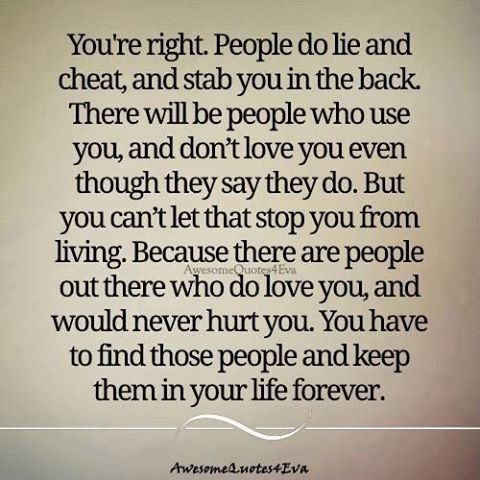 You're right. People do lie and
cheat, and stab you in the back.
There will be people who use
you, and don't love you even
though they say they do. But
you can't let that stop you from
living. Because there are people
AwesomeQuotes4Eva
out there who do love you, and
would never hurt you. You have
to find those people and keep
them in your life forever.
AwesomeQuotes4Eva